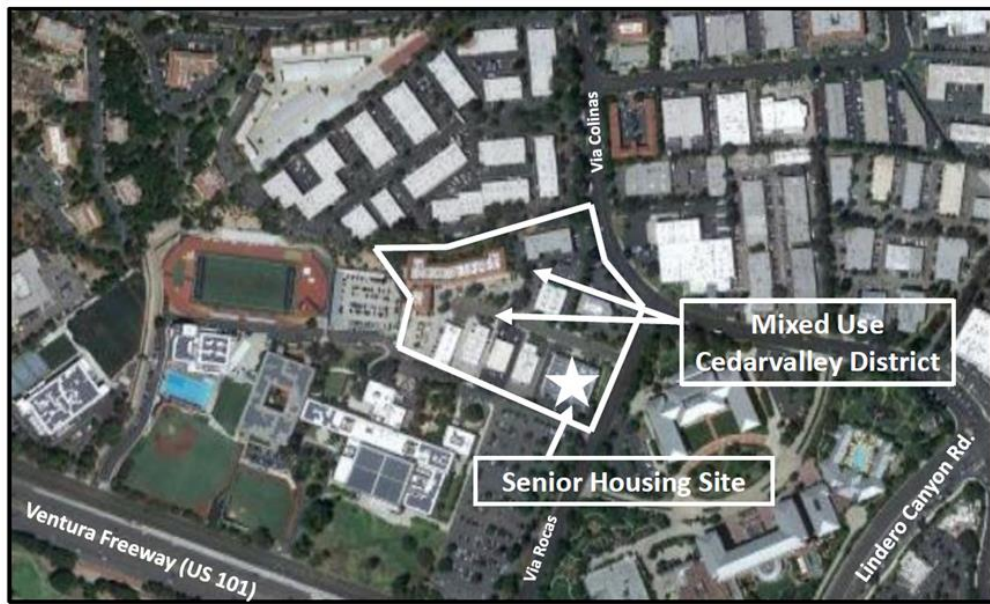 Via Colinas
Mixed Use
Cedarvalley District
Senior Housing Site
Via Rocas
Lindero Canyon Rd.
Ventura Freeway (US 101)